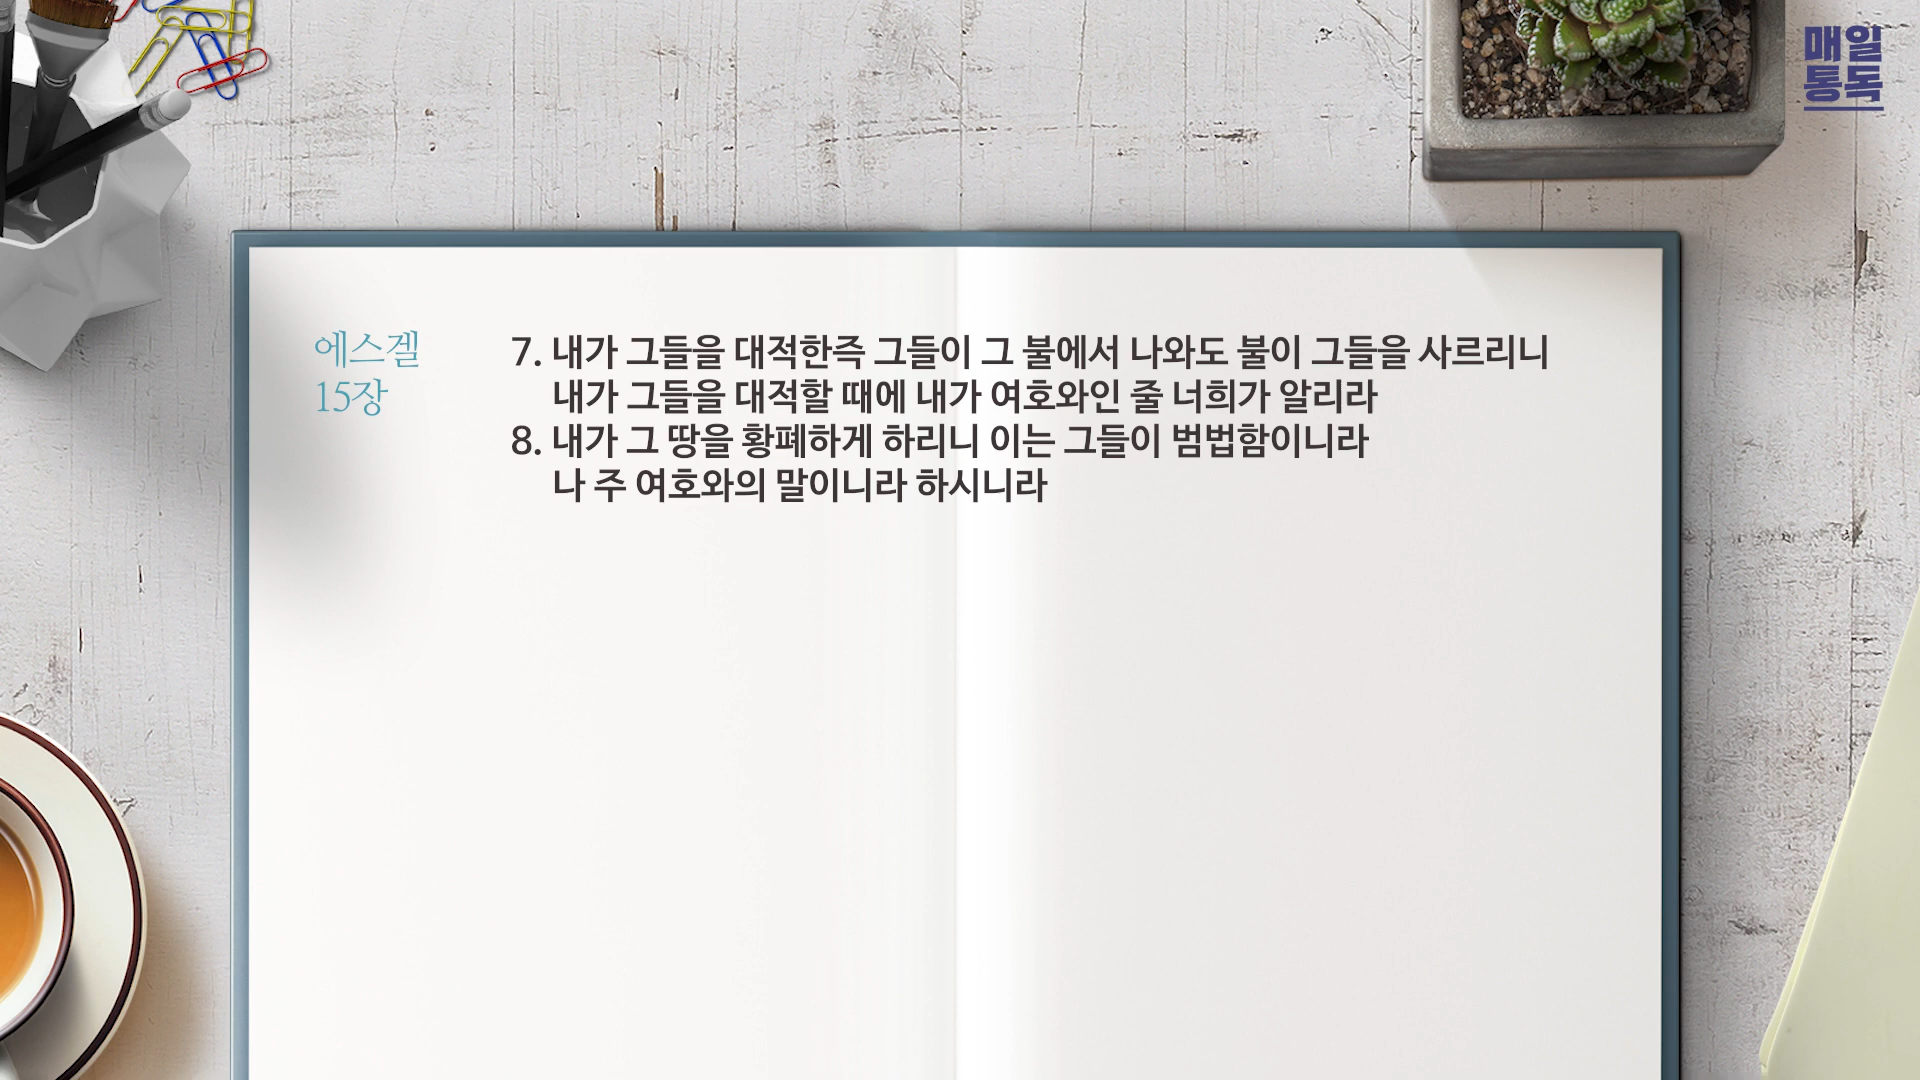 매일
통독
에스겔
15장
7. 내가 그들을 대적한즉 그들이 그 불에서 나와도 불이 그들을 사르리니
내가 그들을 대적할 때에 내가 여호와인 줄 너희가 알리라
8. 내가 그 땅을 황폐하게 하리니 이는 그들이 범법함이니라
나 주 여호와의 말이니라 하시니라